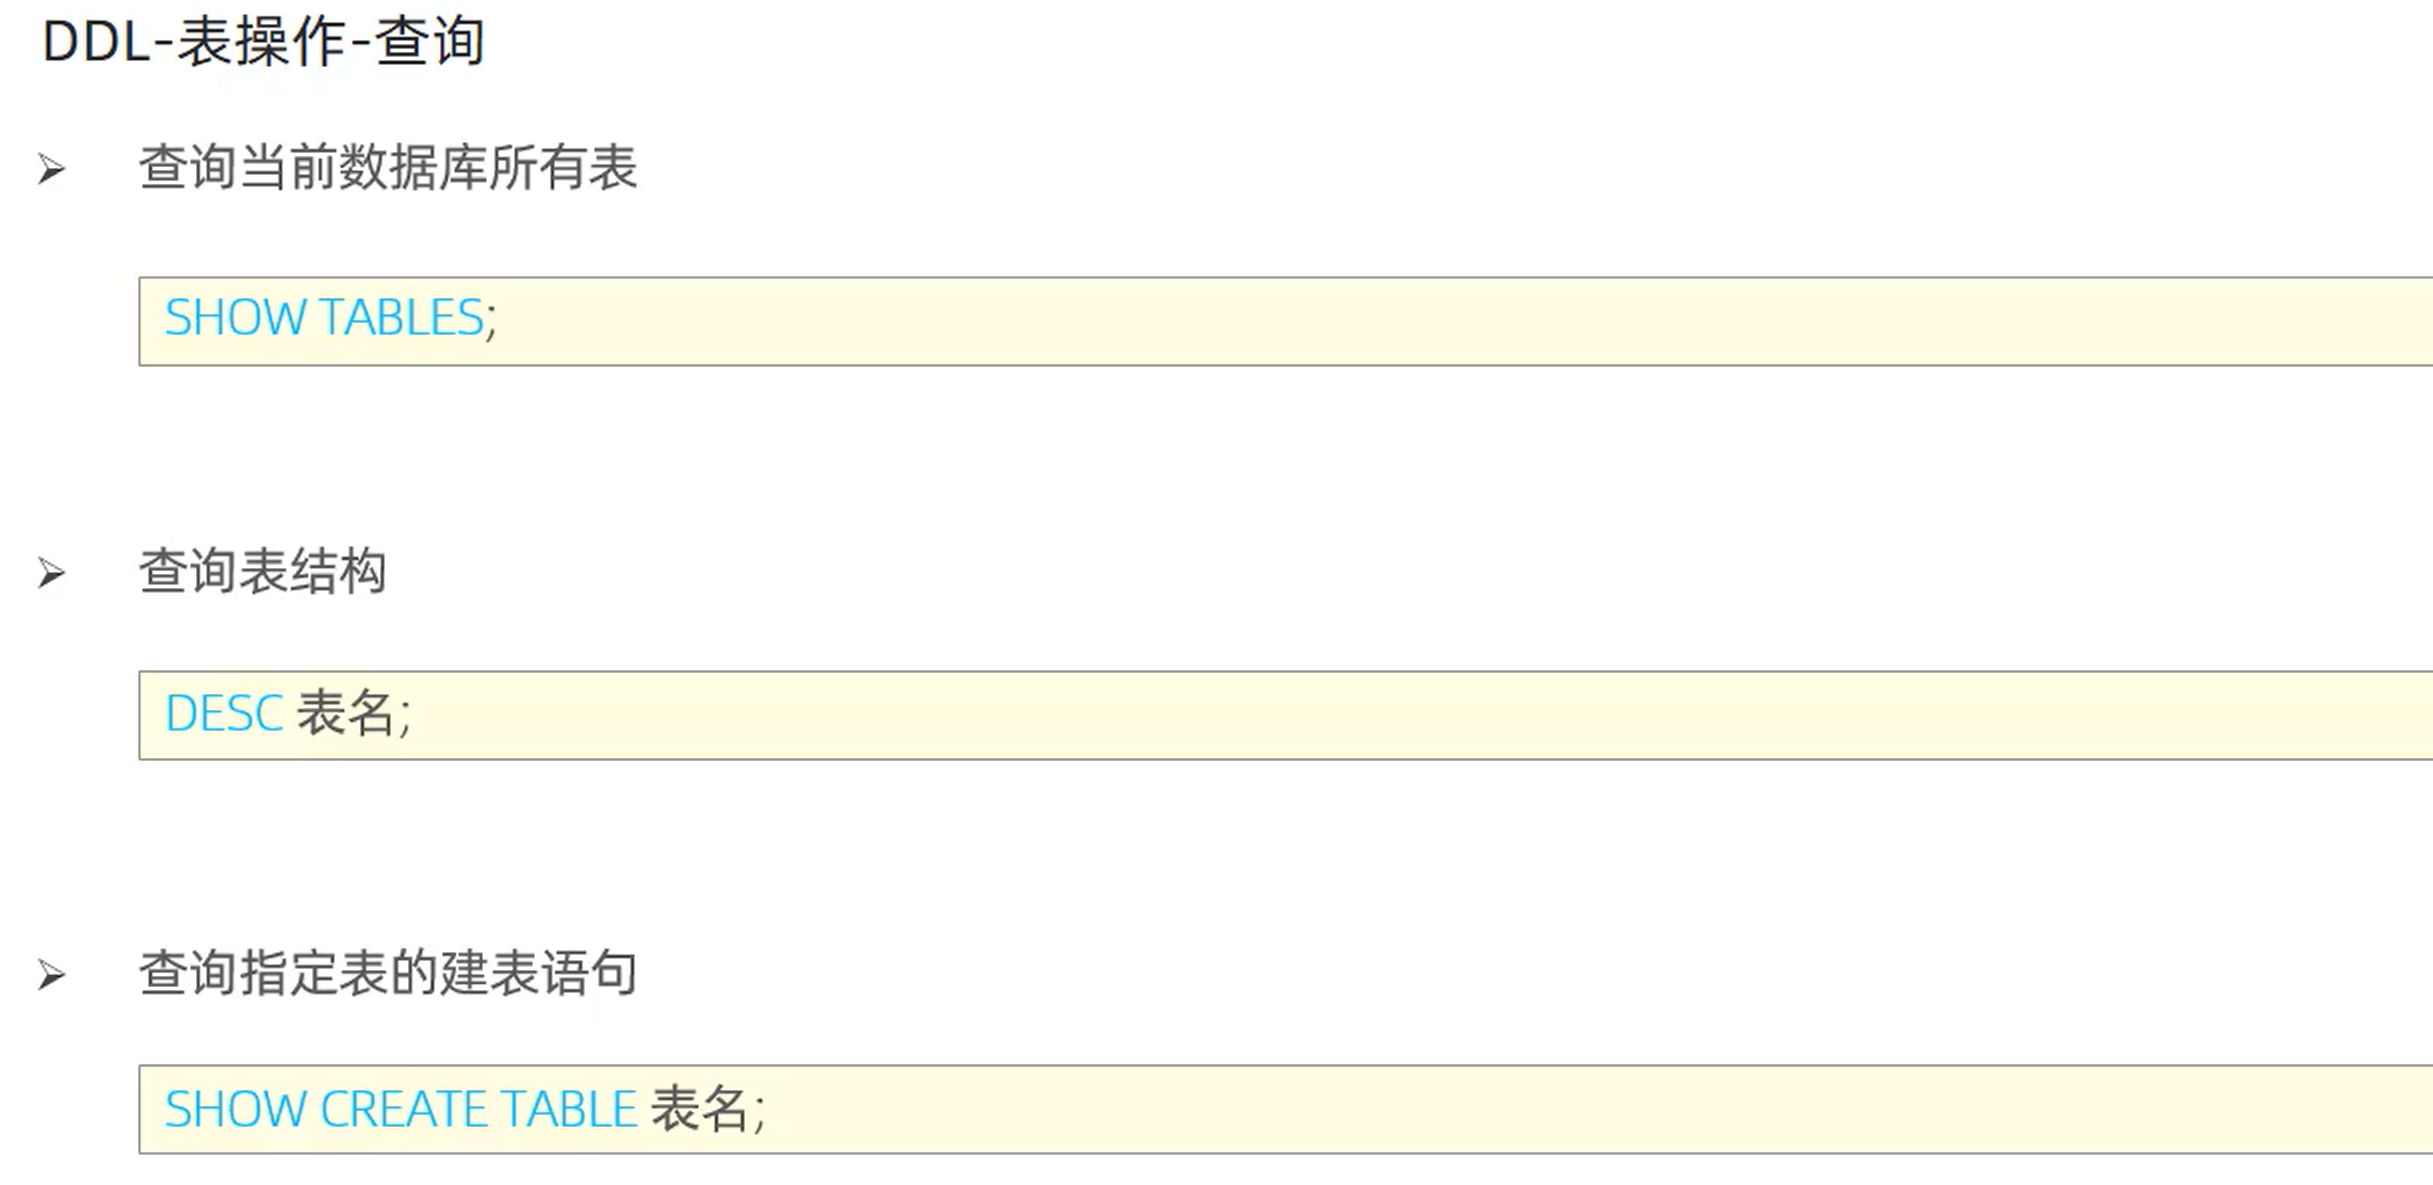 DDL-表操作-查询
查询当前数据库所有表
SHOW TABLES;
查询表结构
DESC 表名;
查询指定表的建表语句
SHOW CREATE TABLE 表名;